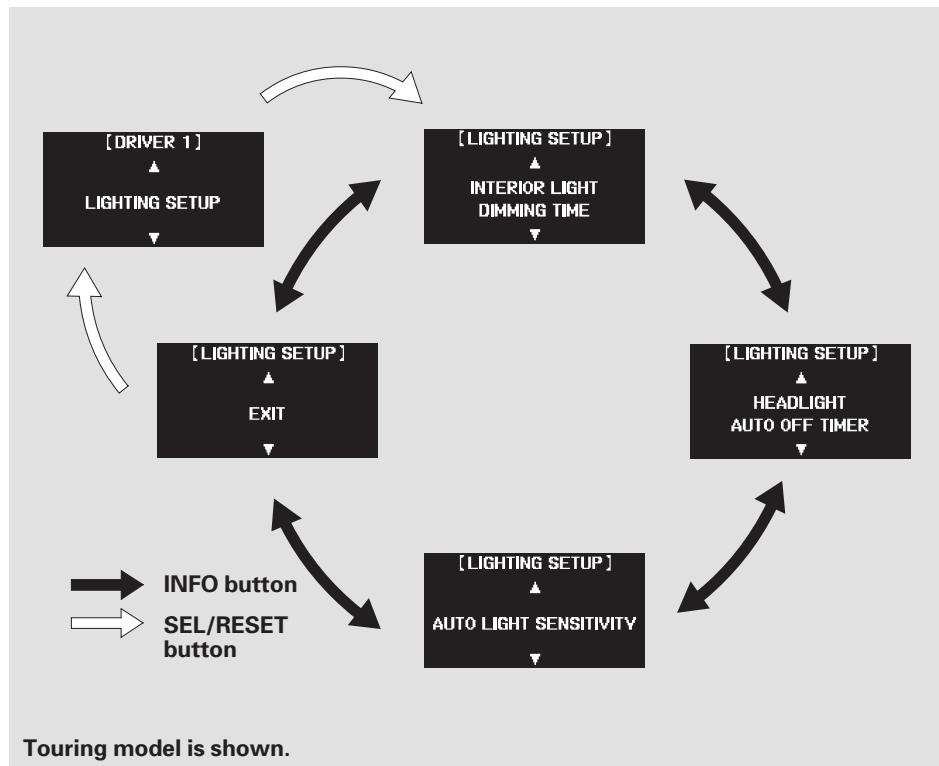 [DRIVER 1]
▲
LIGHTING SETUP
▼
[LIGHTING SETUP]
▲
INTERIOR LIGHT
DIMMING TIME
▼
[LIGHTING SETUP]
▲
EXIT
▼
[LIGHTING SETUP]
▲
HEADLIGHT
AUTO OFF TIMER
▼
[LIGHTING SETUP]
▲
AUTO LIGHT SENSITIVITY
▼
INFO button
SEL/RESET
button
Touring model is shown.